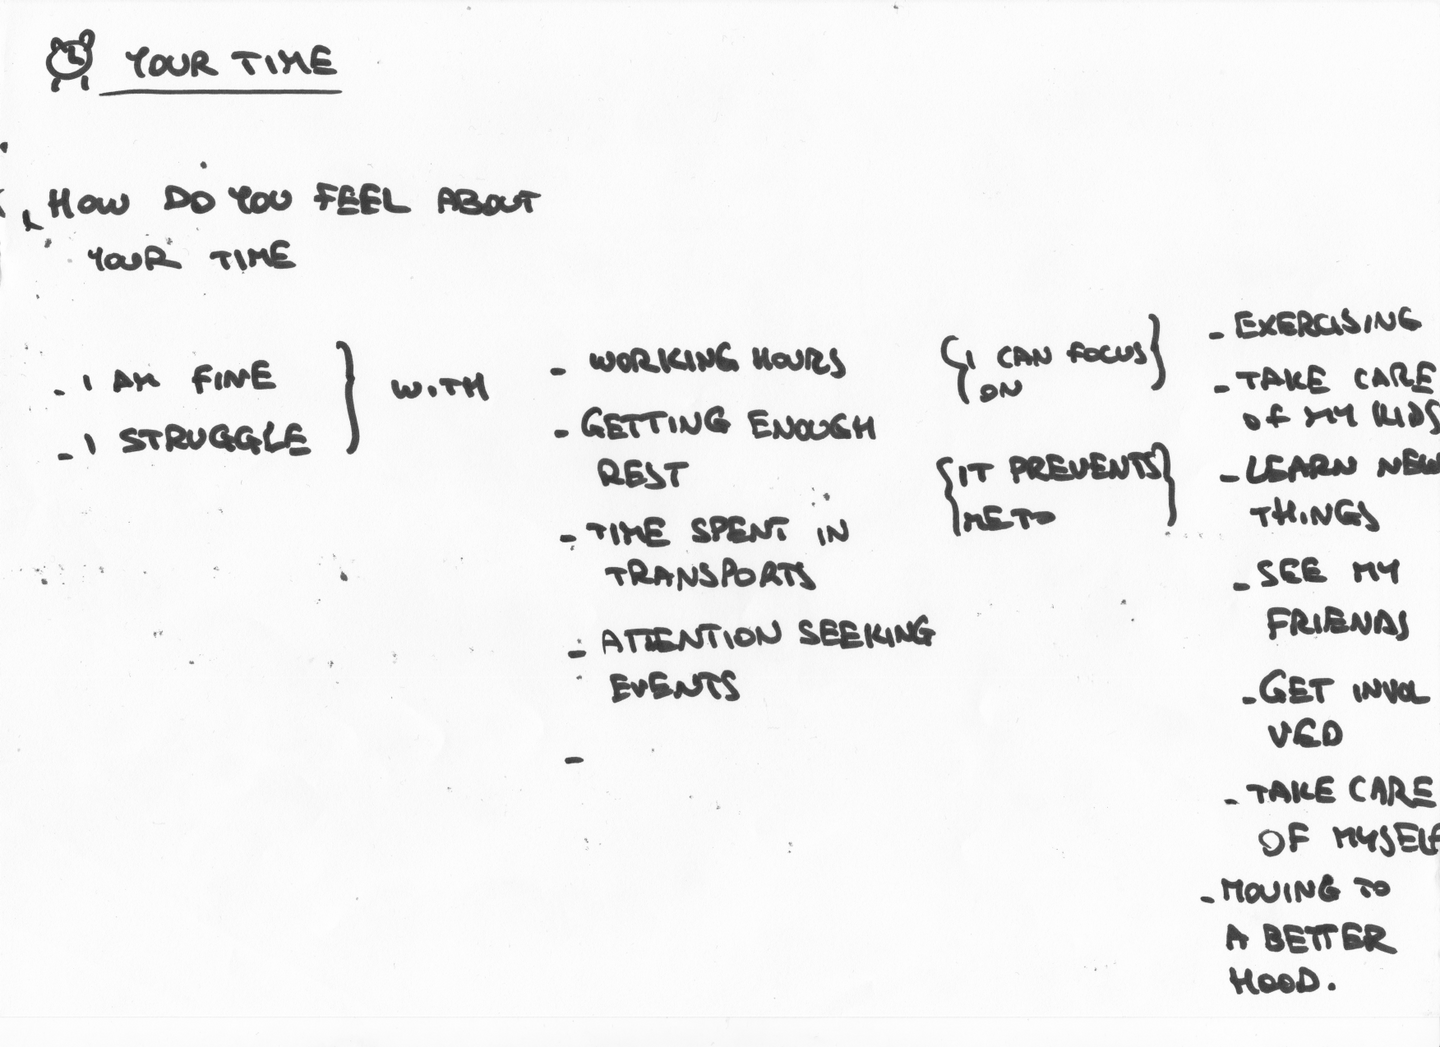 YOUR TIME
HOW DO YOU FEEL ABOUT
YOUR TIME
- I AM FINE
- I STRUGGLE
WITH
- WORKING HOURS
- GETTING ENOUGH
REST
- TIME SPENT IN
TRANSPORTS
- ATTENTION SEEKING
EVENTS
-
I CAN FOCUS
ON
IT PREVENTS
ME TO
- EXERCISING
- TAKE CARE
OF MY KIDS
- LEARN NEW
THINGS
- SEE MY
FRIENDS
- GET INVOL
VED
- TAKE CARE
OF MYSELF
- MOVING TO
A BETTER
HOOD.